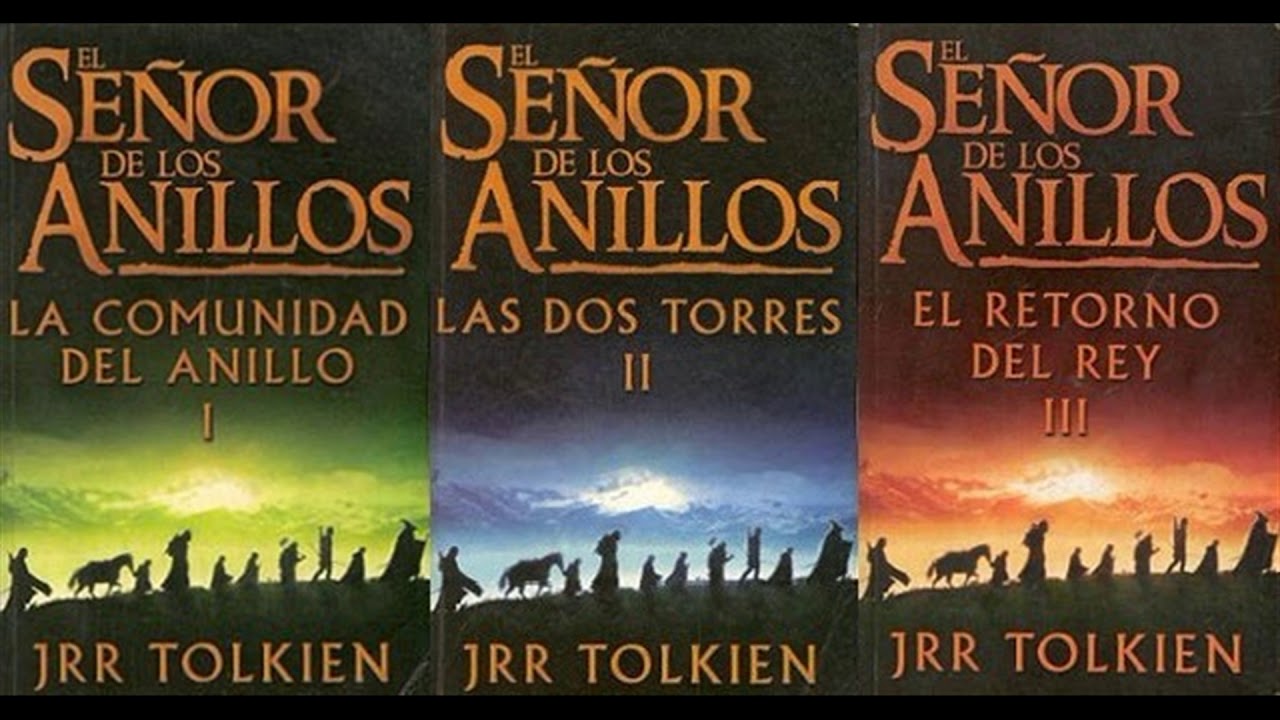 EL
SEÑOR
DE LOS
ANILLOS
LA COMUNIDAD
DEL ANILLO
I
JRR TOLKIEN
EL
SEÑOR
DE LOS
ANILLOS
LAS DOS TORRES
II
JRR TOLKIEN
EL
SEÑOR
DE LOS
ANILLOS
EL RETORNO
DEL REY
III
JRR TOLKIEN